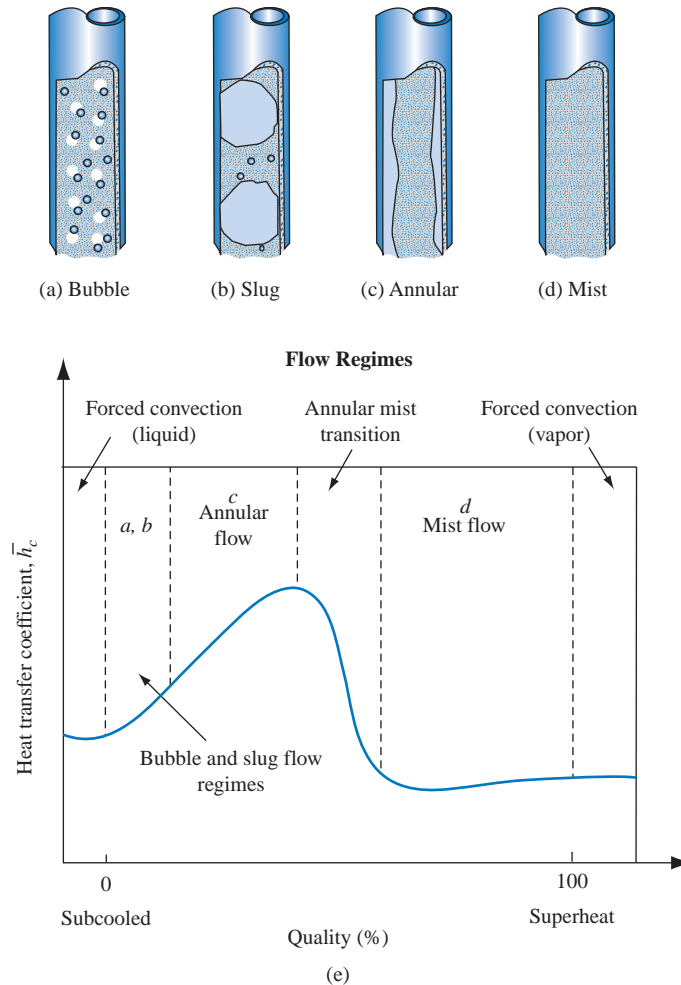 (a) Bubble
(b) Slug
(c) Annular
(d) Mist
Flow Regimes
Forced convection
(liquid)
Annular mist
transition
Forced convection
(vapor)
a, b
c
Annular
flow
d
Mist flow
Heat transfer coefficient, h̅c
Bubble and slug flow
regimes
0
100
Subcooled
Superheat
Quality (%)
(e)